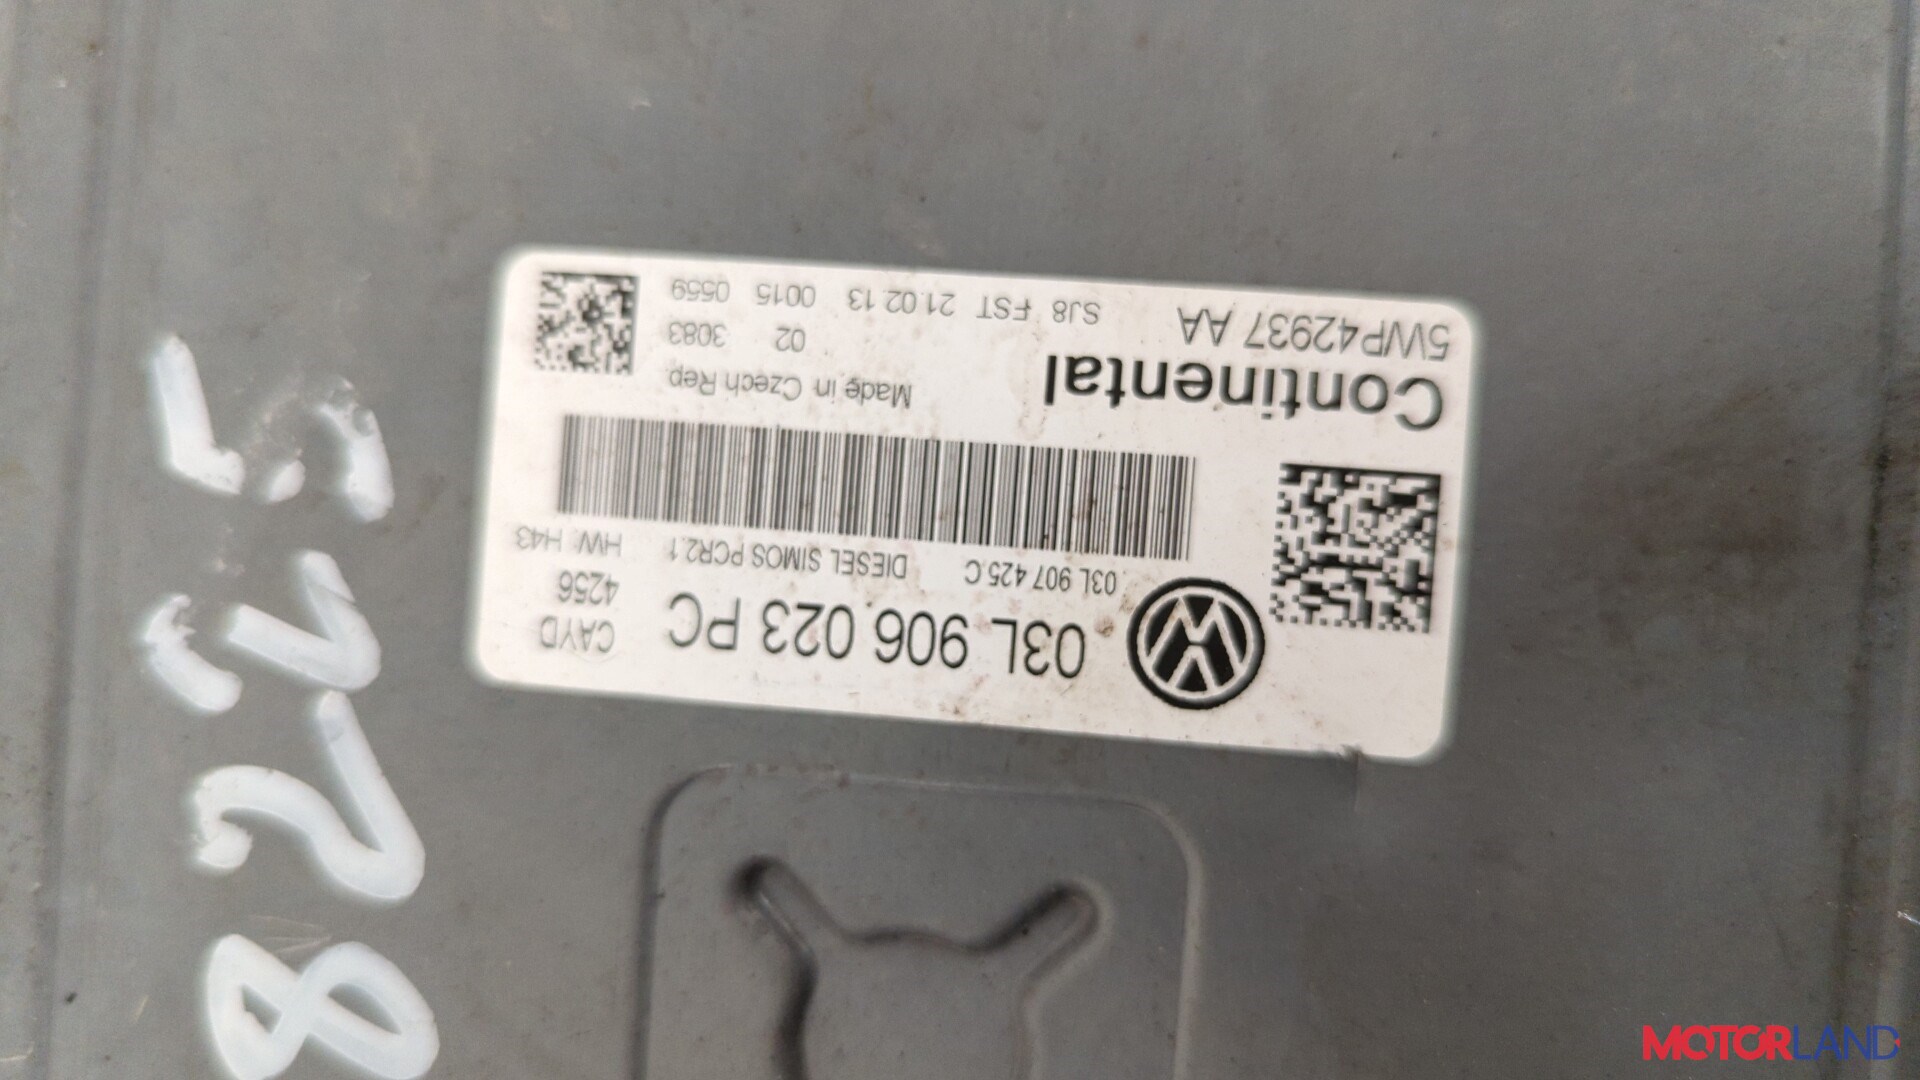 03L 906 023 PC
CAYD
4256
03L 907 425 C DIESEL SIMOS PCR2.1 HW: H43
Continental
Made in Czech Rep
02 3083
5WP42937 AA SJ8 FST 21.02.13 0015 0559
MOTORLAND